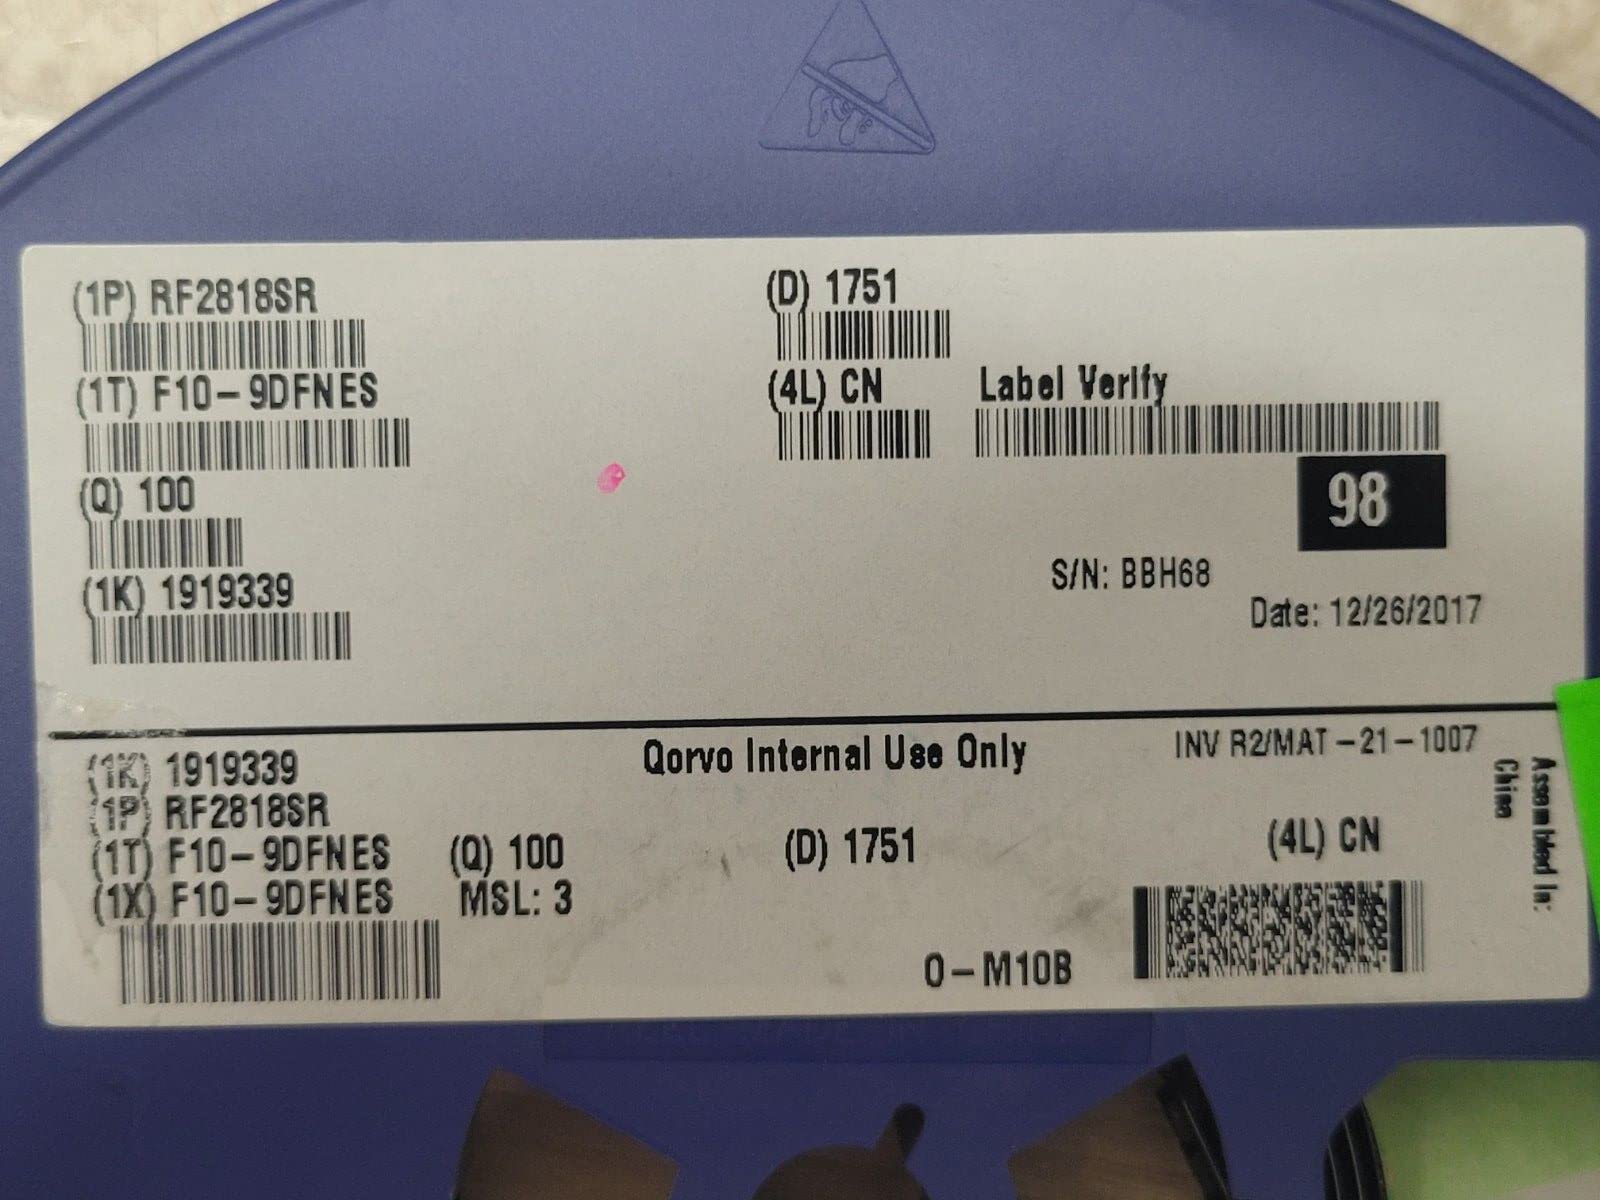 (1P) RF2818SR
(D) 1751
(1T) F10-9DFNES
(4L) CN
Label Verify
(Q) 100
98
(1K) 1919339
S/N: BBH68
Date: 12/26/2017
(1K) 1919339
Qorvo Internal Use Only
INV R2/MAT-21-1007
(1P) RF2818SR
(1T) F10-9DFNES
(Q) 100
(D) 1751
(4L) CN
(1X) F10-9DFNES
MSL: 3
O-M10B
Assembled In:
China